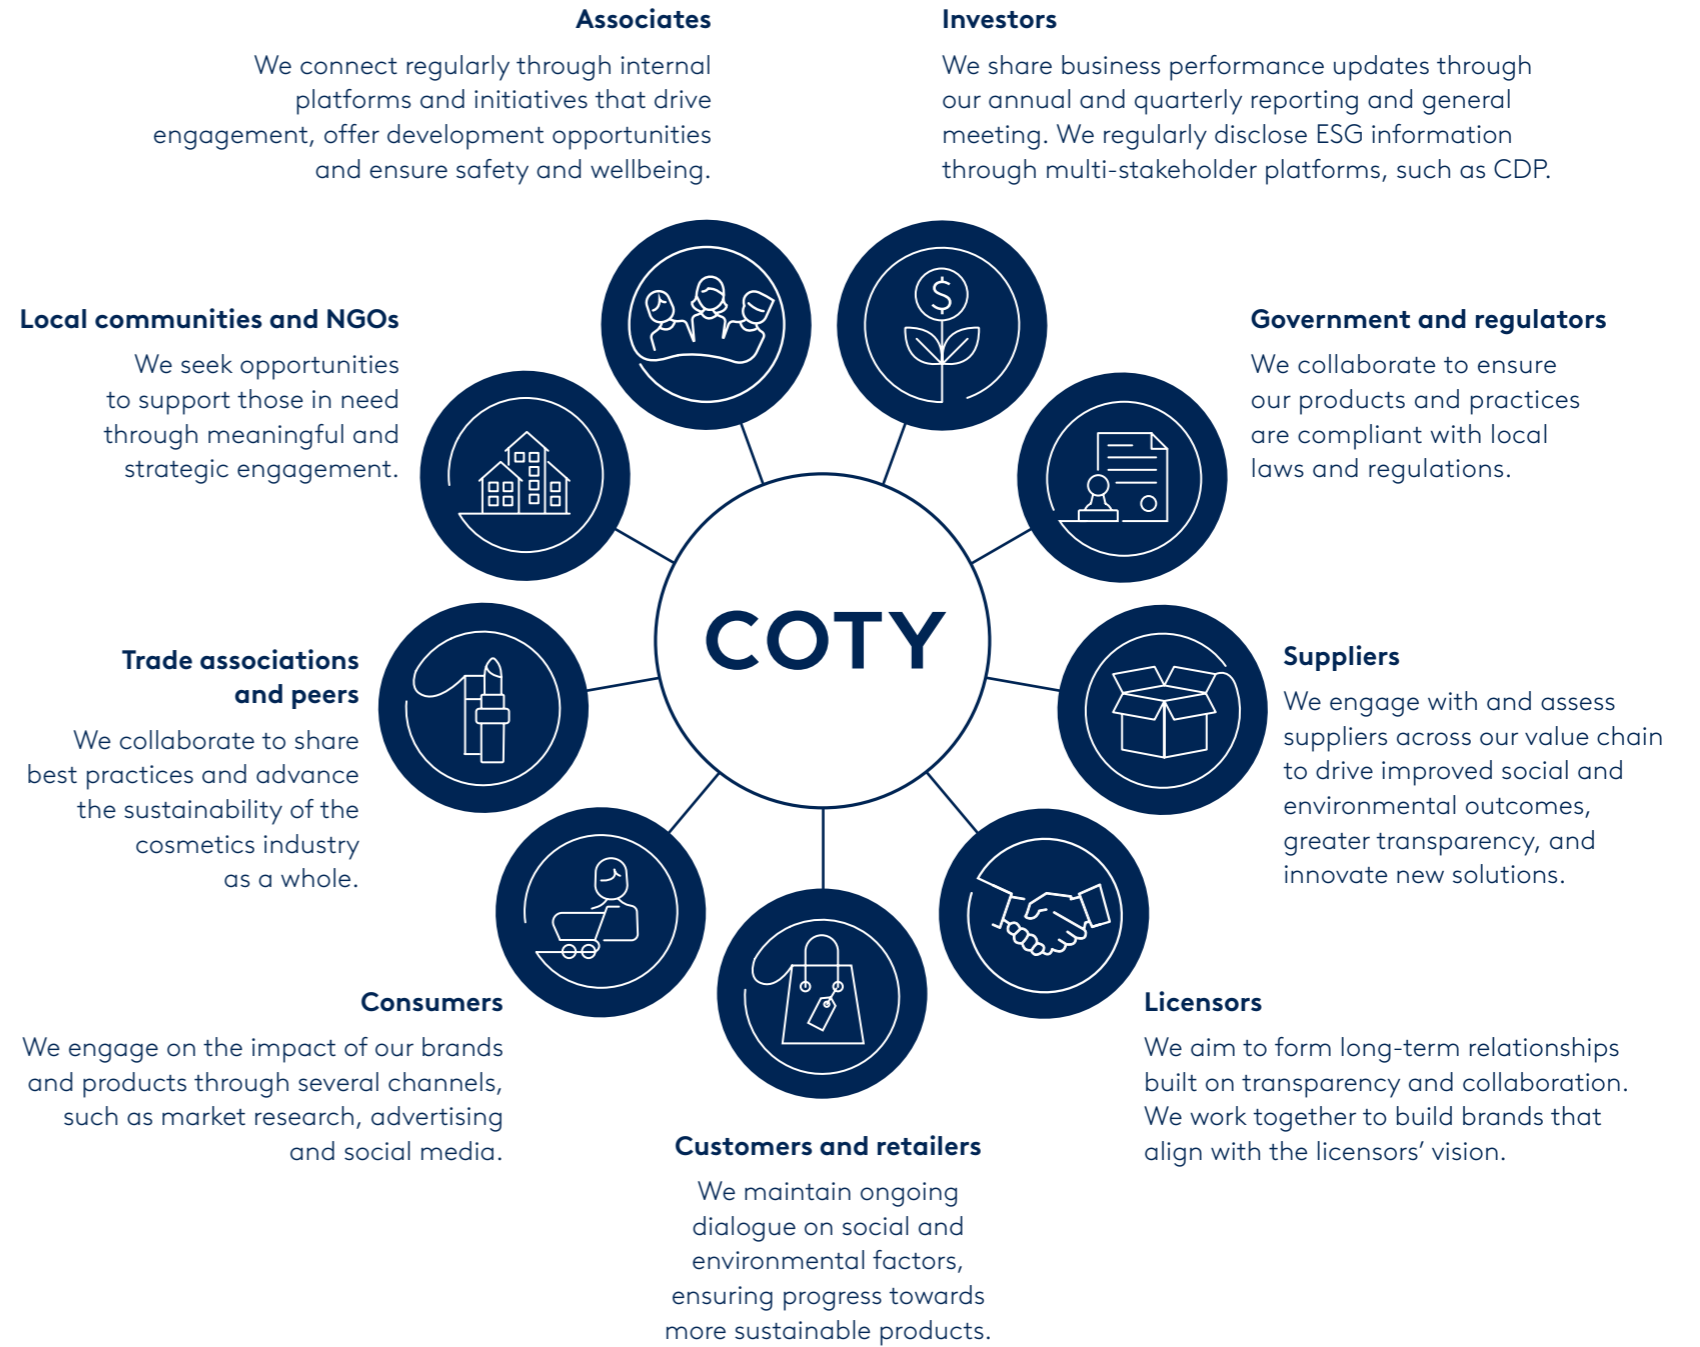 Associates
We connect regularly through internal
platforms and initiatives that drive
engagement, offer development opportunities
and ensure safety and wellbeing.
Investors
We share business performance updates through
our annual and quarterly reporting and general
meeting. We regularly disclose ESG information
through multi-stakeholder platforms, such as CDP.
Local communities and NGOs
We seek opportunities
to support those in need
through meaningful and
strategic engagement.
$
Government and regulators
We collaborate to ensure
our products and practices
are compliant with local
laws and regulations.
COTY
Trade associations
and peers
We collaborate to share
best practices and advance
the sustainability of the
cosmetics industry
as a whole.
Suppliers
We engage with and assess
suppliers across our value chain
to drive improved social and
environmental outcomes,
greater transparency, and
innovate new solutions.
Consumers
We engage on the impact of our brands
and products through several channels,
such as market research, advertising
and social media.
Customers and retailers
We maintain ongoing
dialogue on social and
environmental factors,
ensuring progress towards
more sustainable products.
Licensors
We aim to form long-term relationships
built on transparency and collaboration.
We work together to build brands that
align with the licensors’ vision.